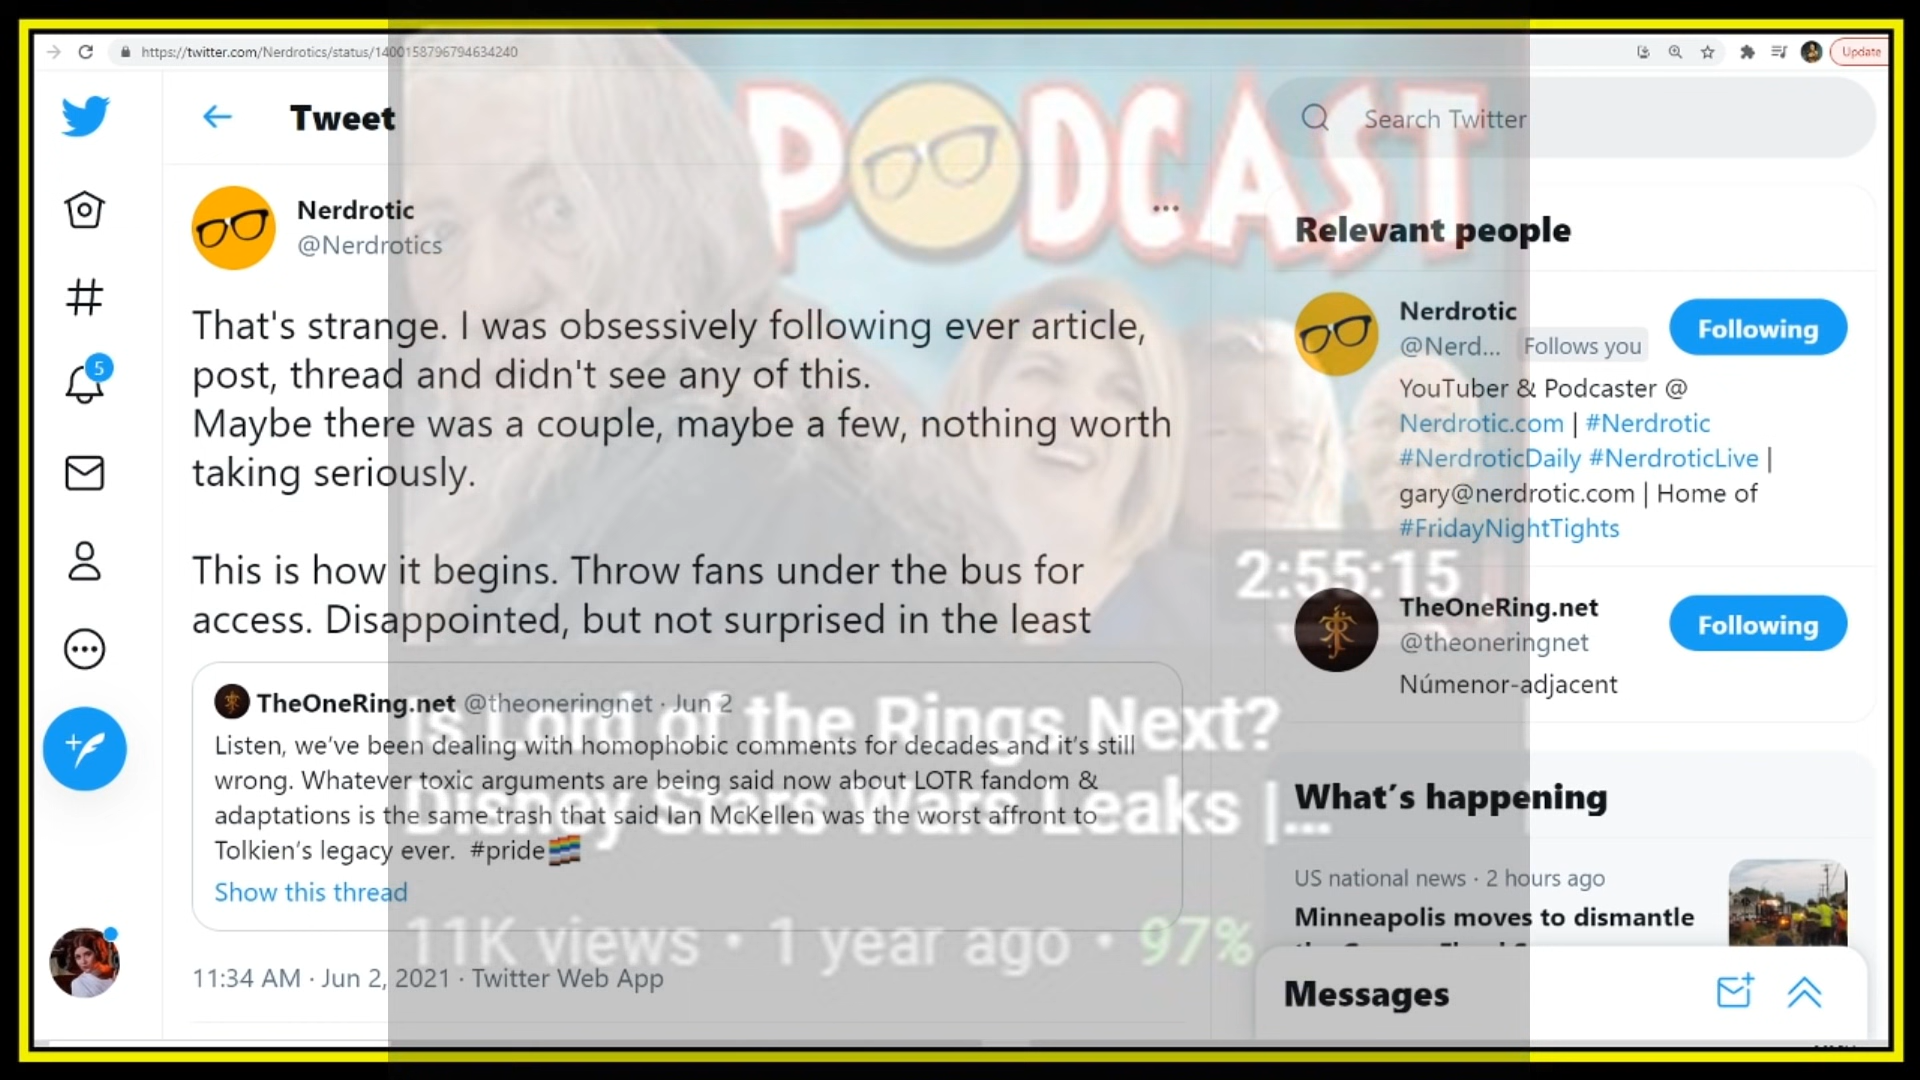 https://twitter.com/Nerdrotics/status/1400158796794634240
Update
Tweet
Nerdrotic
@Nerdrotics
That's strange. I was obsessively following ever article,
post, thread and didn't see any of this.
Maybe there was a couple, maybe a few, nothing worth
taking seriously.
This is how it begins. Throw fans under the bus for
access. Disappointed, but not surprised in the least
TheOneRing.net @theoneringnet · Jun 2
Listen, we've been dealing with homophobic comments for decades and it's still
wrong. Whatever toxic arguments are being said now about LOTR fandom &
adaptations is the same trash that said Ian McKellen was the worst affront to
Tolkien's legacy ever. #pride
Show this thread
11:34 AM · Jun 2, 2021 · Twitter Web App
5
PODCAST
2:55:15
Is Lord of the Rings Next?
Disney Stars Wars Leaks |...
11K views · 1 year ago · 97%
Search Twitter
Relevant people
Nerdrotic
Following
@Nerd... Follows you
YouTuber & Podcaster @
Nerdrotic.com | #Nerdrotic
#NerdroticDaily #NerdroticLive |
gary@nerdrotic.com | Home of
#FridayNightTights
TheOneRing.net
Following
@theoneringnet
Númenor-adjacent
What's happening
US national news · 2 hours ago
Minneapolis moves to dismantle
Messages